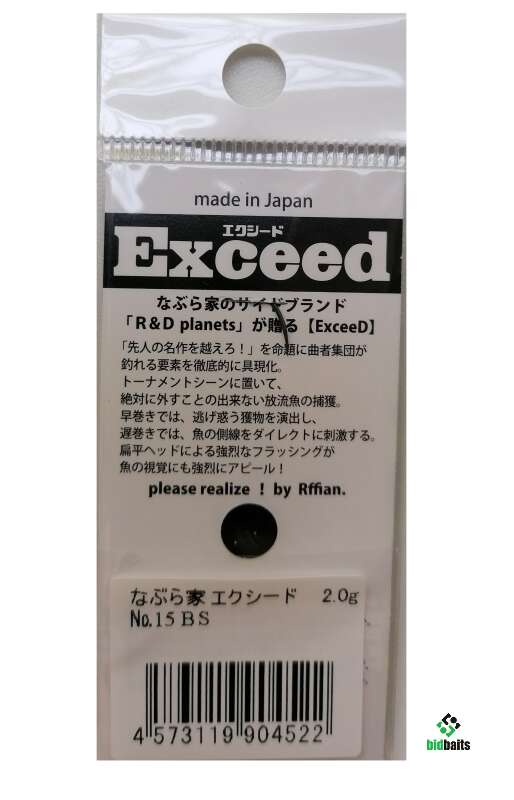 made in Japan
エクシード
Exceed
なぶら家のサイドブランド
「R&D planets」が贈る【ExceeD】
「先人の名作を越えろ！」を命題に曲者集団が
釣れる要素を徹底的に具現化。
トーナメントシーンに置いて、
絶対に外すことの出来ない放流魚の捕獲。
早巻きでは、逃げ惑う獲物を演出し、
遅巻きでは、魚の側線をダイレクトに刺激する。
扁平ヘッドによる強烈なフラッシングが
魚の視覚にも強烈にアピール！
please realize ! by Rffian.
なぶら家 エクシード 2.0g
No.15 BS
4 573119 904522
bidbaits